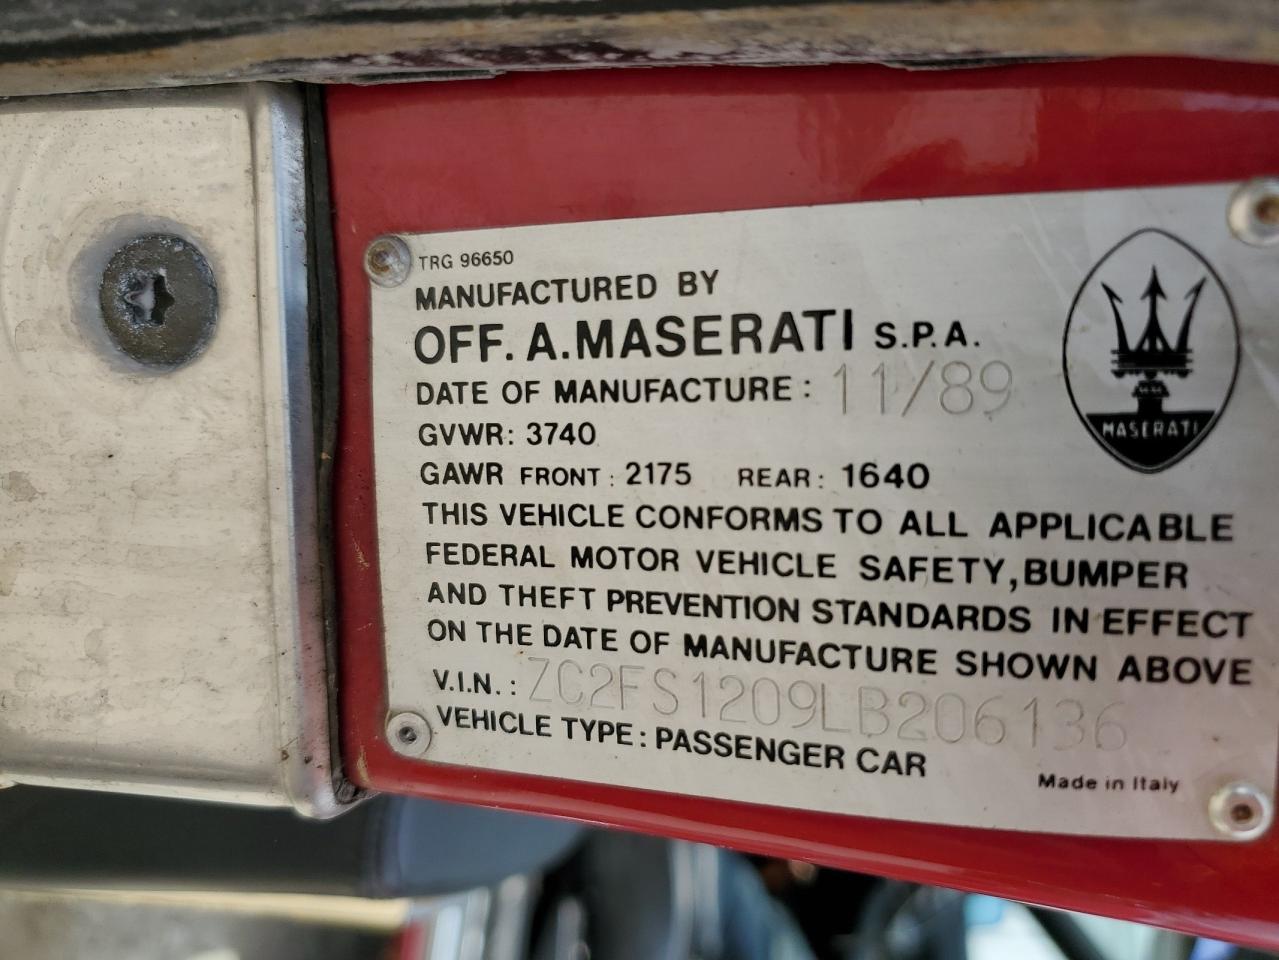 TRG 96650
MANUFACTURED BY
OFF. A. MASERATI S.P.A.
DATE OF MANUFACTURE: 11/89
GVWR: 3740
GAWR FRONT: 2175 REAR: 1640
THIS VEHICLE CONFORMS TO ALL APPLICABLE
FEDERAL MOTOR VEHICLE SAFETY, BUMPER
AND THEFT PREVENTION STANDARDS IN EFFECT
ON THE DATE OF MANUFACTURE SHOWN ABOVE
V.I.N.: ZC2FS1209LB206136
VEHICLE TYPE: PASSENGER CAR
Made in Italy
MASERATI